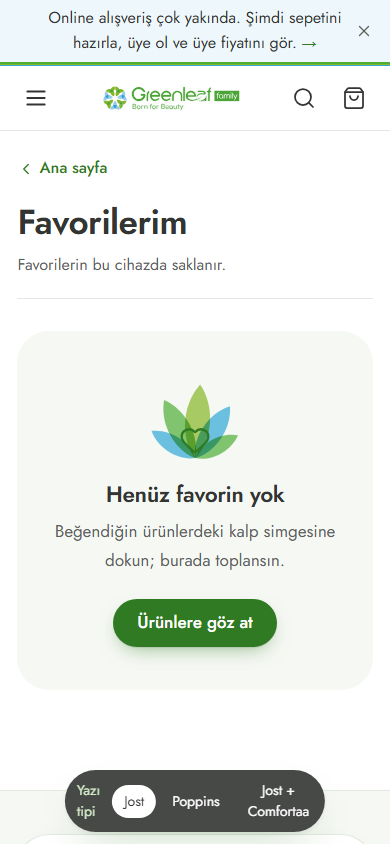 Online alışveriş çok yakında. Şimdi sepetini
hazırla, üye ol ve üye fiyatını gör. →
Greenleaf family
Born for Beauty
Ana sayfa
Favorilerim
Favorilerin bu cihazda saklanır.
Henüz favorin yok
Beğendiğin ürünlerdeki kalp simgesine
dokun; burada toplansın.
Ürünlere göz at
Yazı
tipi
Jost
Poppins
Jost +
Comfortaa